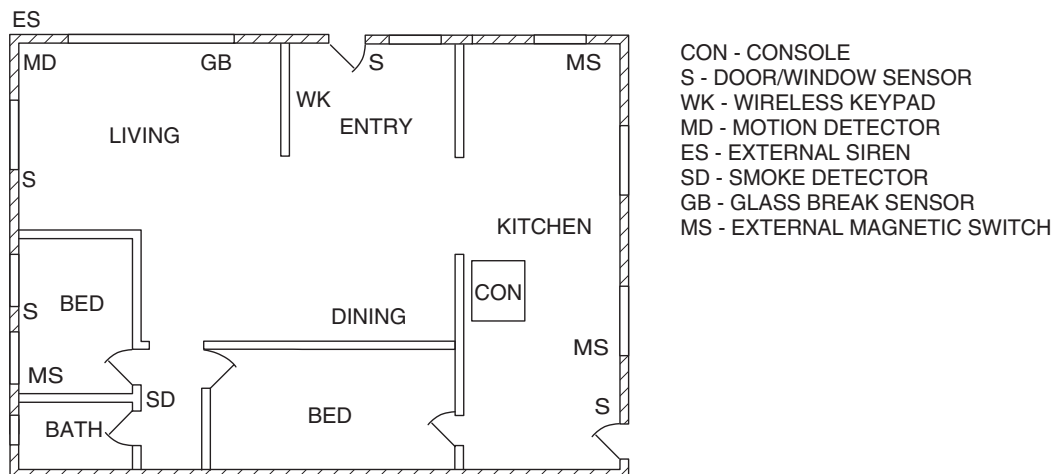 ES
MD
GB
S
MS
WK
ENTRY
LIVING
S
KITCHEN
CON
S
BED
DINING
MS
MS
SD
S
BED
BATH
CON - CONSOLE
S - DOOR/WINDOW SENSOR
WK - WIRELESS KEYPAD
MD - MOTION DETECTOR
ES - EXTERNAL SIREN
SD - SMOKE DETECTOR
GB - GLASS BREAK SENSOR
MS - EXTERNAL MAGNETIC SWITCH